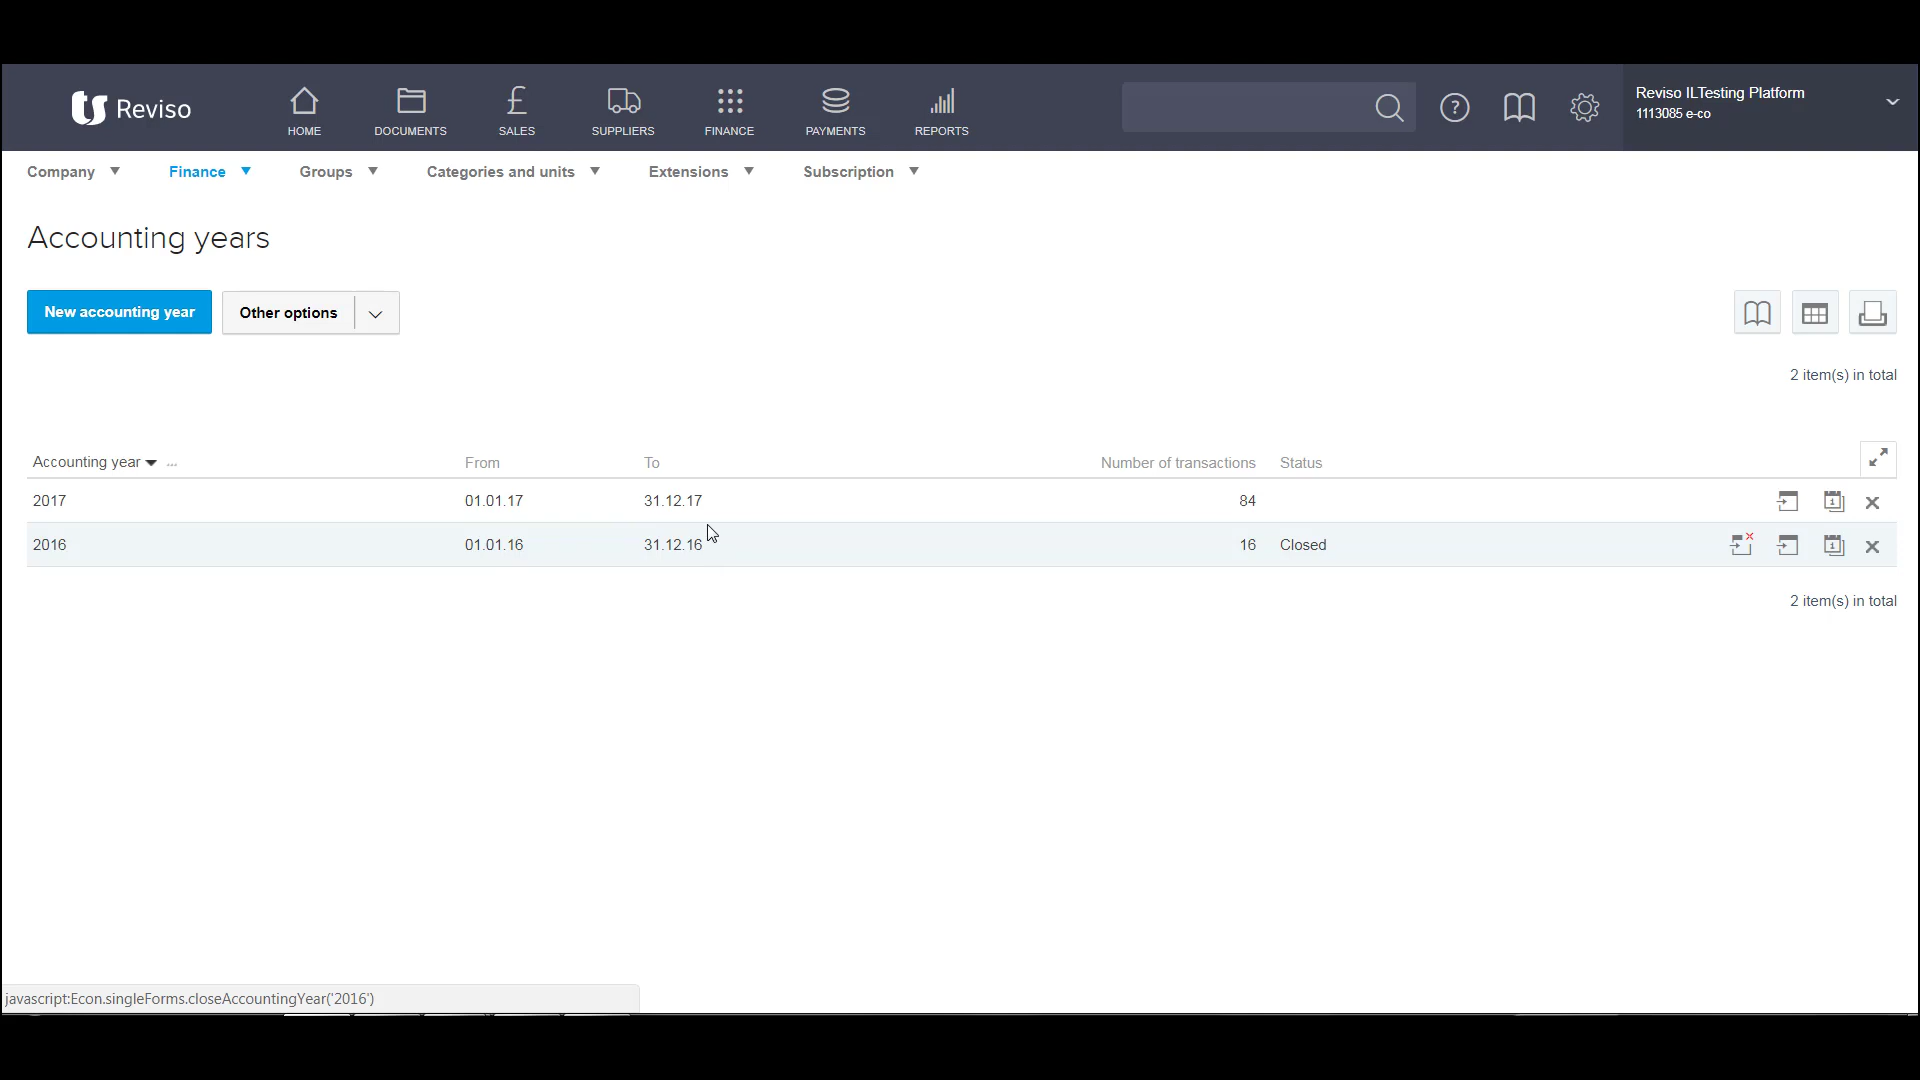 Reviso
HOME
DOCUMENTS
SALES
SUPPLIERS
FINANCE
PAYMENTS
REPORTS
Reviso ILTesting Platform
1113085 e-co
Company
Finance
Groups
Categories and units
Extensions
Subscription
Accounting years
New accounting year
Other options
2 item(s) in total
Accounting year ... From To Number of transactions Status
2017 01.01.17 31.12.17 84
2016 01.01.16 31.12.16 16 Closed
2 item(s) in total
javascript:Econ.singleForms.closeAccountingYear('2016')